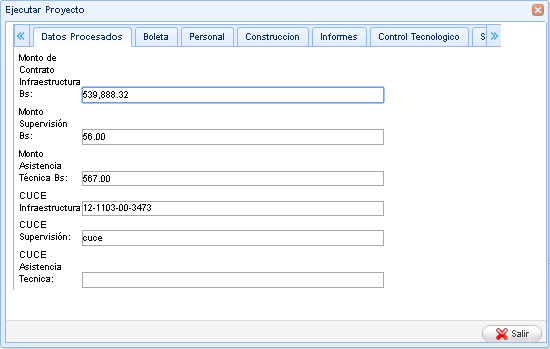 Ejecutar Proyecto
Datos Procesados
Boleta
Personal
Construccion
Informes
Control Tecnologico
S
Monto de
Contrato
Infraestructura
Bs:
539,888.32
Monto
Supervisión
Bs:
56.00
Monto
Asistencia
Técnica Bs:
567.00
CUCE
Infraestructura
12-1103-00-3473
CUCE
Supervisión:
cuce
CUCE
Asistencia
Tecnica:
Salir